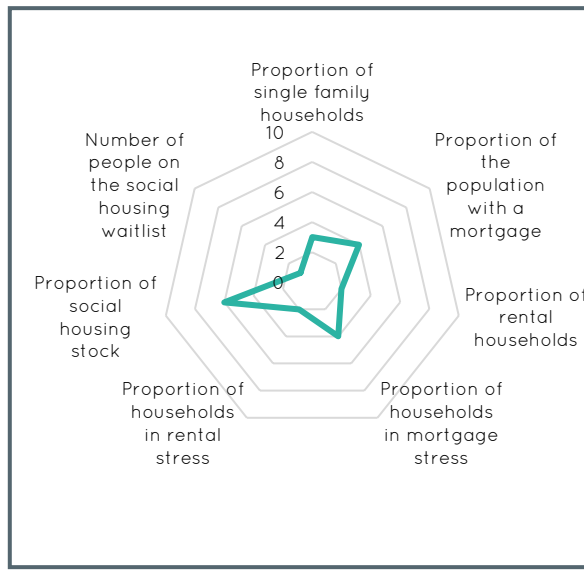 Proportion of
single family
households
Proportion of
the
population
with a
mortgage
Proportion of
rental
households
Proportion of
households
in mortgage
stress
Proportion of
households
in rental
stress
Proportion of
social
housing
stock
Number of
people on
the social
housing
waitlist
10
8
6
4
2
0